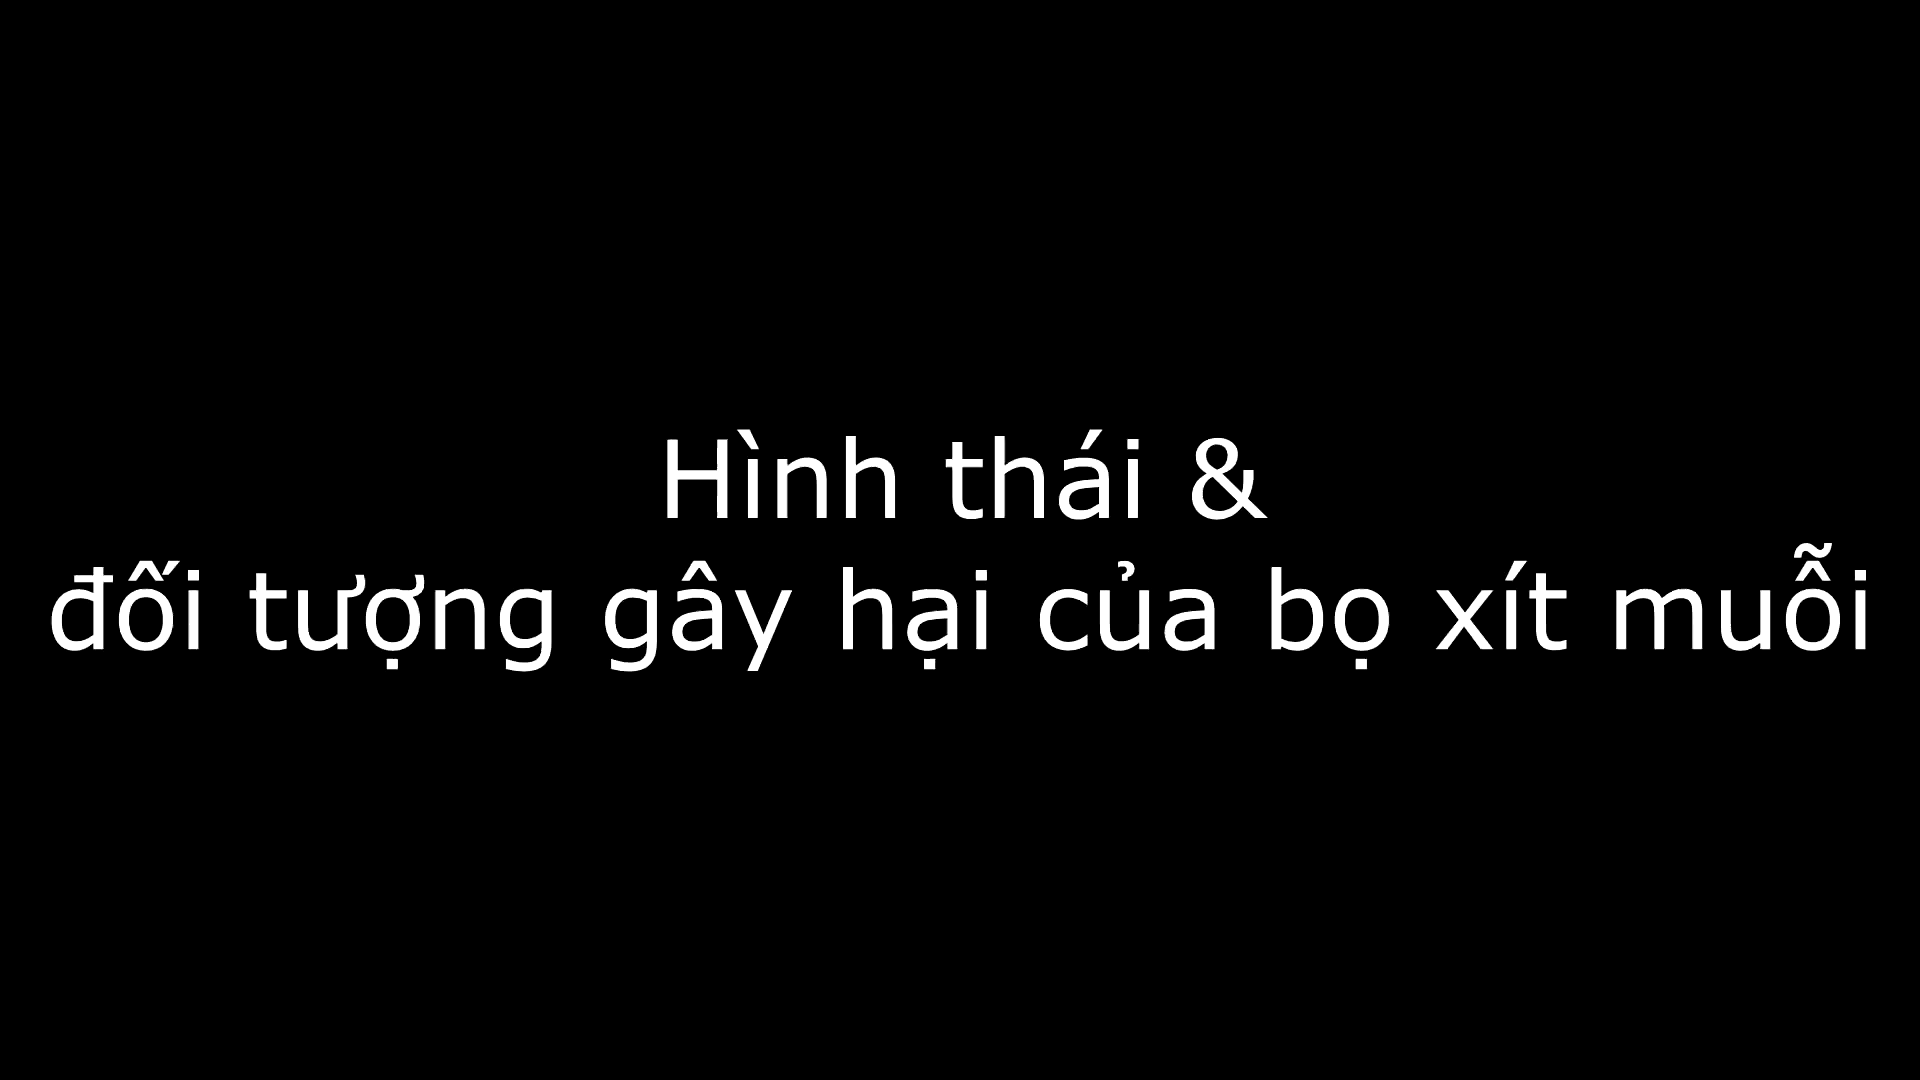 Hình thái &
đối tượng gây hại của bọ xít muỗi